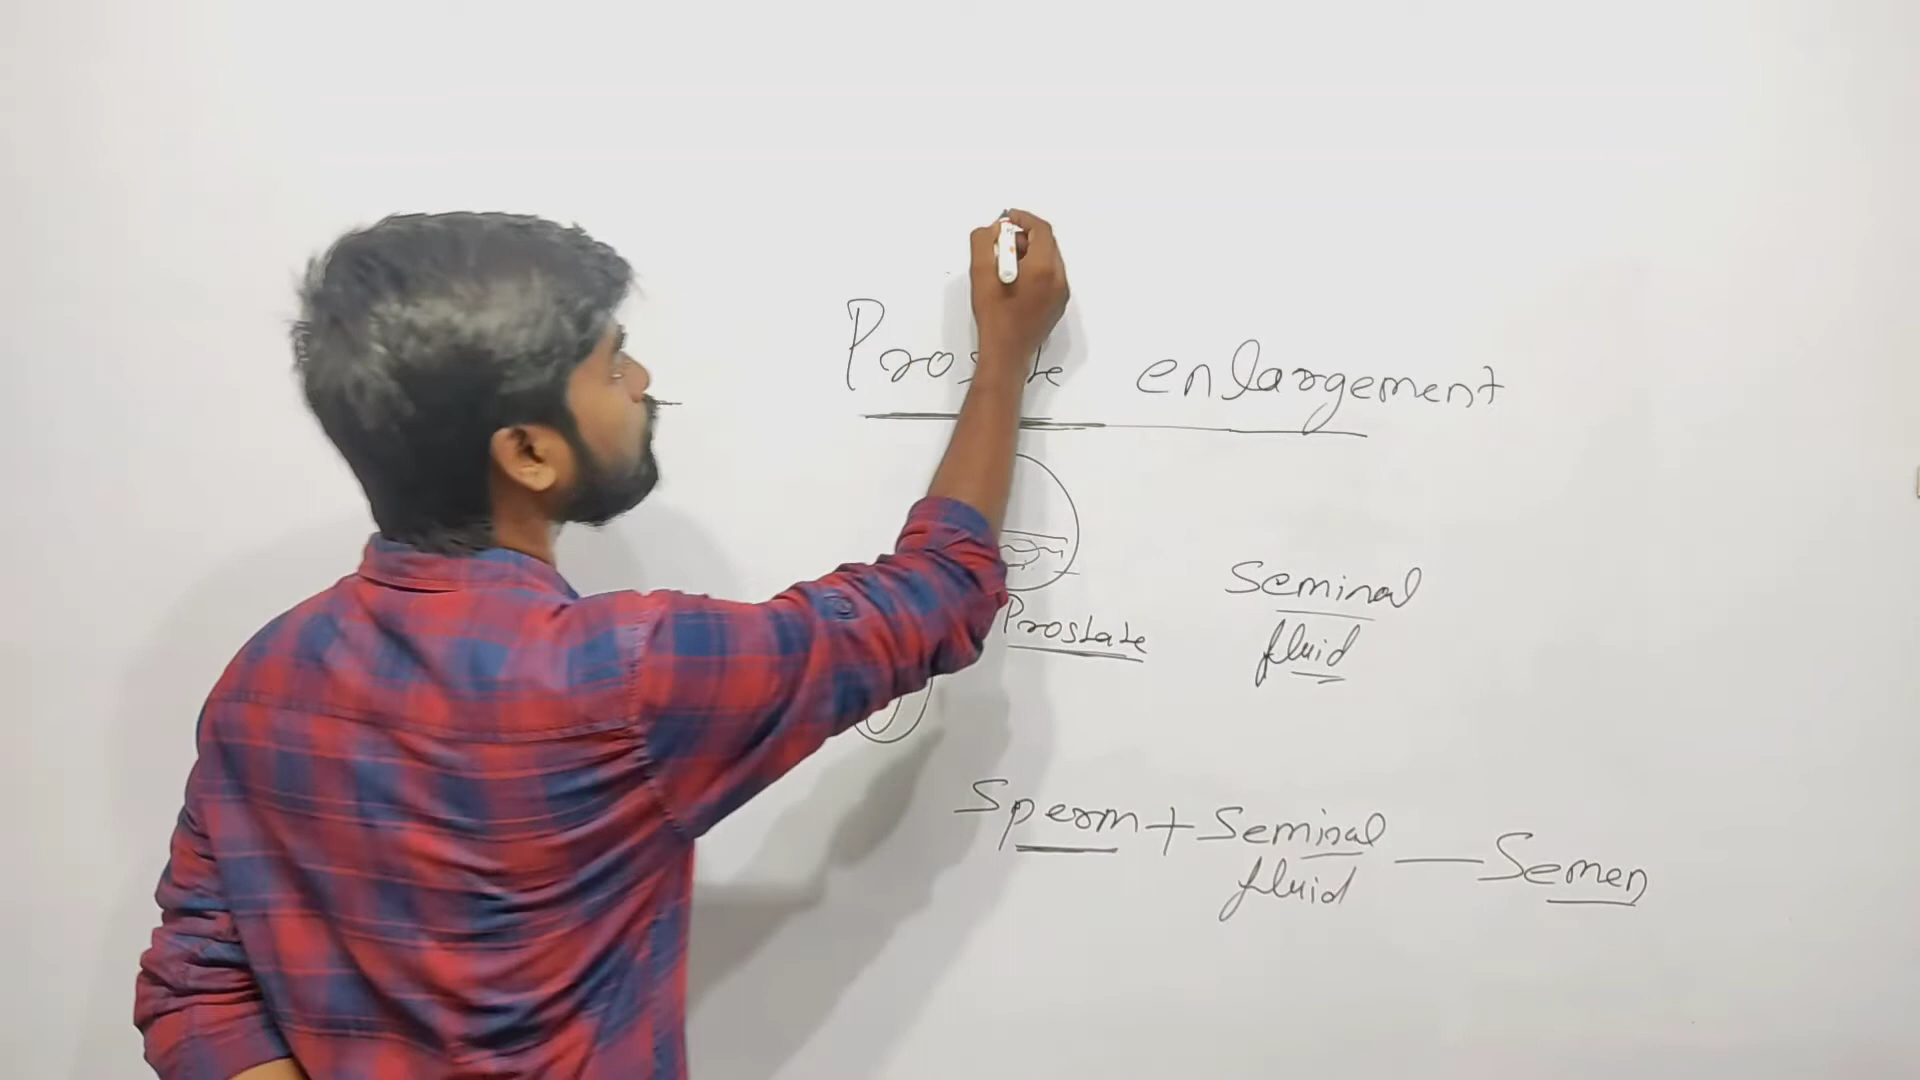 Prostate enlargement
Prostate
Seminal
fluid
Sperm + Seminal
fluid — Semen